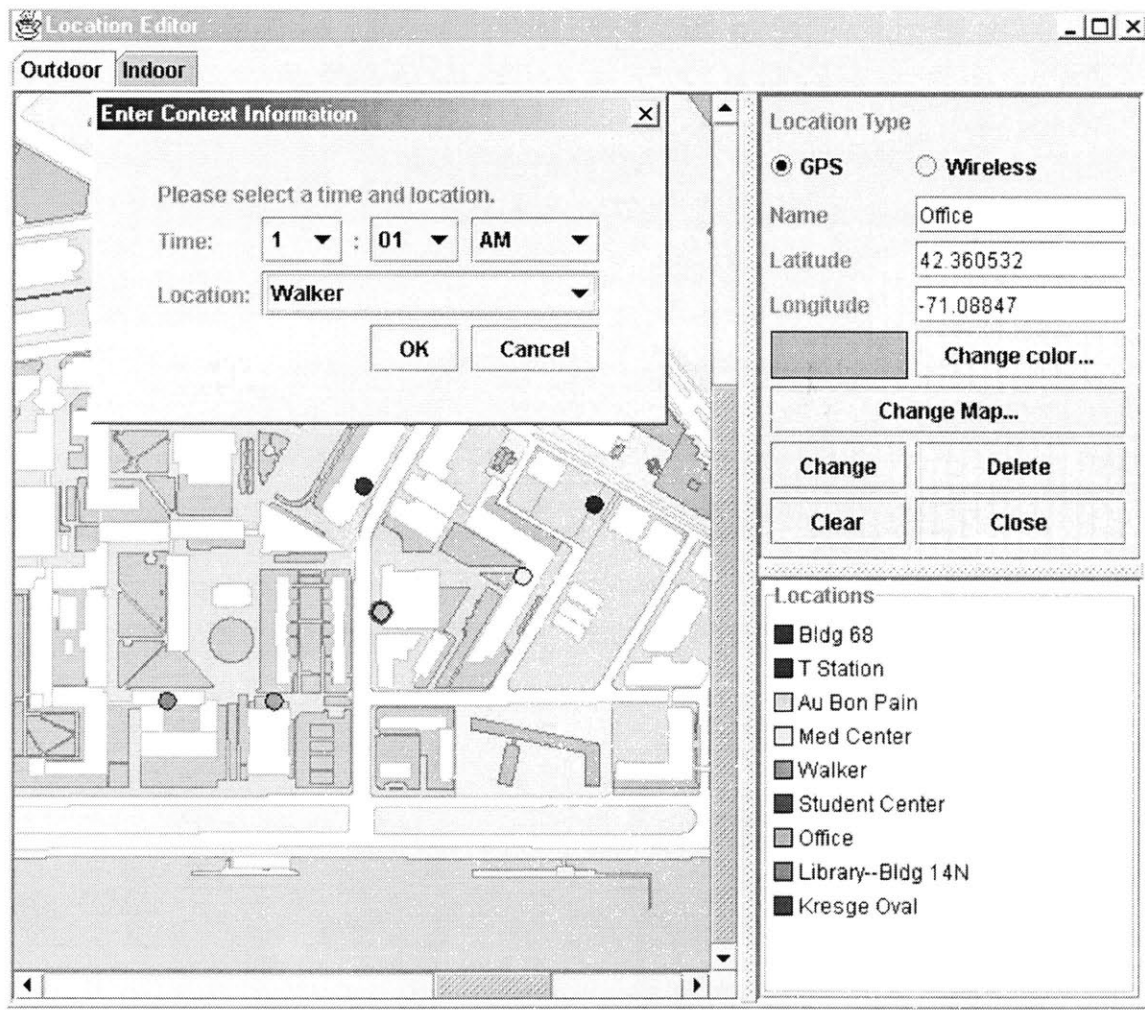 Location Editor
Outdoor Indoor
Enter Context Information
Please select a time and location.
Time: 1 : 01 AM
Location: Walker
OK Cancel
Location Type
GPS Wireless
Name Office
Latitude 42.360532
Longitude -71.08847
Change color...
Change Map...
Change Delete
Clear Close
Locations
Bldg 68
T Station
Au Bon Pain
Med Center
Walker
Student Center
Office
Library--Bldg 14N
Kresge Oval